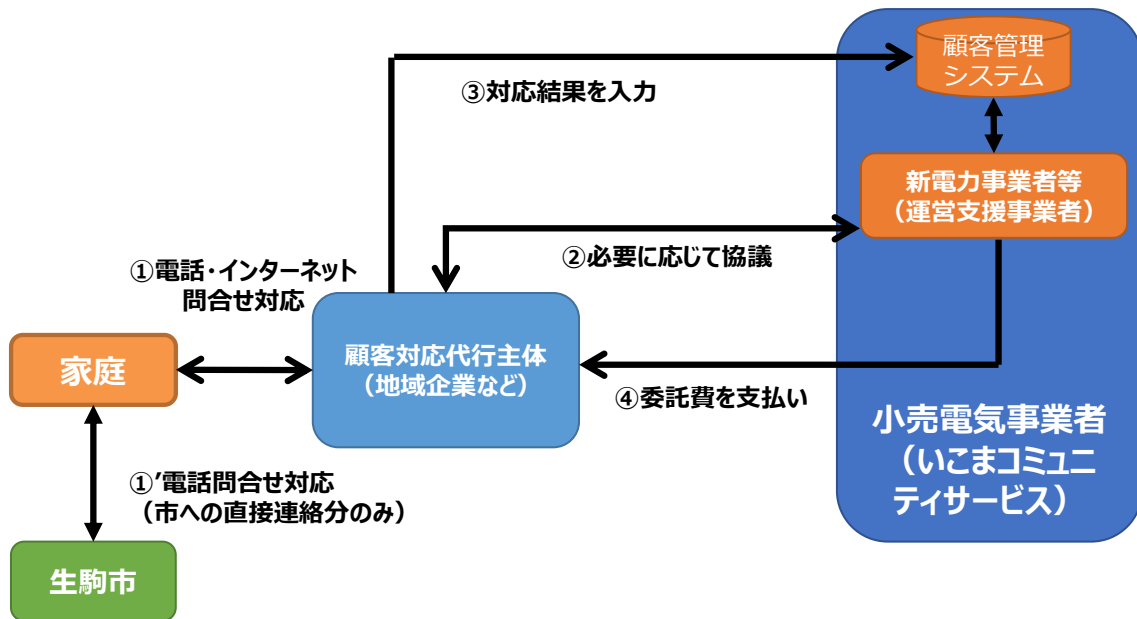 顧客管理
システム
③対応結果を入力
新電力事業者等
（運営支援事業者）
②必要に応じて協議
①電話・インターネット
問合せ対応
家庭
顧客対応代行主体
（地域企業など）
④委託費を支払い
小売電気事業者
（いこまコミュニ
ティサービス）
①’電話問合せ対応
（市への直接連絡分のみ）
生駒市